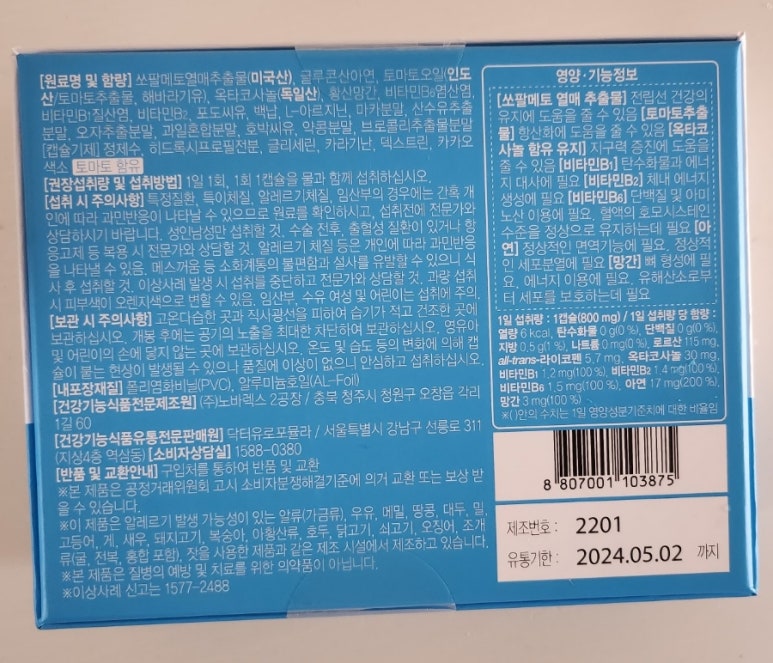 [원료명 및 함량] 쏘팔메토열매추출물(미국산), 글루콘산아연, 토마토오일(인도
산/토마토추출물, 해바라기유), 옥타코사놀(독일산), 황산망간, 비타민B6염산염,
비타민B1질산염, 비타민B2, 포도씨유, 백납, L-아르지닌, 마카분말, 산수유추출
분말, 오자추출분말, 과일혼합분말, 호박씨유, 약콩분말, 브로콜리추출물분말
[캡슐기제] 정제수, 히드록시프로필전분, 글리세린, 카라기난, 덱스트린, 카카오
색소 토마토 함유
[권장섭취량 및 섭취방법] 1일 1회, 1회 1캡슐을 물과 함께 섭취하십시오.
[섭취 시 주의사항] 특정질환, 특이체질, 알레르기체질, 임산부의 경우에는 간혹 개
인에 따라 과민반응이 나타날 수 있으므로 원료를 확인하시고, 섭취전에 전문가와
상담하시기 바랍니다. 성인남성만 섭취할 것. 수술 전후, 출혈성 질환이 있거나 항
응고제 등 복용 시 전문가와 상담할 것. 알레르기 체질 등은 개인에 따라 과민반응
을 나타낼 수 있음. 메스꺼움 등 소화계통의 불편함과 설사를 유발할 수 있으니 식
사 후 섭취할 것. 이상사례 발생 시 섭취를 중단하고 전문가와 상담할 것. 과량 섭취
시 피부색이 오렌지색으로 변할 수 있음. 임산부, 수유 여성 및 어린이는 섭취에 주의.
[보관 시 주의사항] 고온다습한 곳과 직사광선을 피하여 습기가 적고 건조한 곳에
보관하십시오. 개봉 후에는 공기의 노출을 최대한 차단하여 보관하십시오. 영유아
및 어린이의 손에 닿지 않는 곳에 보관하십시오. 온도 및 습도 등의 변화에 의해 캡
슐이 붙는 현상이 발생될 수 있으나 품질에 이상이 없으니 안심하고 섭취하십시오.
[내포장재질] 폴리염화비닐(PVC), 알루미늄호일(AL-Foil)
[건강기능식품전문제조원] (주)노바렉스 2공장 / 충북 청주시 청원구 오창읍 각리
1길 60
[건강기능식품유통전문판매원] 닥터유로포뮬라 / 서울특별시 강남구 선릉로 311
(지상4층 역삼동) [소비자상담실] 1588-0380
[반품 및 교환안내] 구입처를 통하여 반품 및 교환
※본 제품은 공정거래위원회 고시 소비자분쟁해결기준에 의거 교환 또는 보상 받
을 수 있습니다.
※이 제품은 알레르기 발생 가능성이 있는 알류(가금류), 우유, 메밀, 땅콩, 대두, 밀,
고등어, 게, 새우, 돼지고기, 복숭아, 아황산류, 호두, 닭고기, 쇠고기, 오징어, 조개
류(굴, 전복, 홍합 포함), 잣을 사용한 제품과 같은 제조 시설에서 제조하고 있습니다.
※본 제품은 질병의 예방 및 치료를 위한 의약품이 아닙니다.
※이상사례 신고는 1577-2488
영양·기능정보
[쏘팔메토 열매 추출물] 전립선 건강의
유지에 도움을 줄 수 있음 [토마토추출
물] 항산화에 도움을 줄 수 있음 [옥타코
사놀 함유 유지] 지구력 증진에 도움을
줄 수 있음 [비타민B1] 탄수화물과 에너
지 대사에 필요 [비타민B2] 체내 에너지
생성에 필요 [비타민B6] 단백질 및 아미
노산 이용에 필요, 혈액의 호모시스테인
수준을 정상으로 유지하는데 필요 [아
연] 정상적인 면역기능에 필요, 정상적
인 세포분열에 필요 [망간] 뼈 형성에 필
요, 에너지 이용에 필요, 유해산소로부
터 세포를 보호하는데 필요
1일 섭취량 : 1캡슐(800 mg) / 1일 섭취량 당 함량 :
열량 6 kcal, 탄수화물 0 g(0 %), 단백질 0 g(0 %),
지방 0.5 g(1 %), 나트륨 0 mg(0 %), 로르산 115 mg,
all-trans-라이코펜 5.7 mg, 옥타코사놀 30 mg,
비타민B1 1.2 mg(100 %), 비타민B2 1.4 mg(100 %),
비타민B6 1.5 mg(100 %), 아연 17 mg(200 %),
망간 3 mg(100 %)
※( )안의 수치는 1일 영양성분기준치에 대한 비율임
8 807001 103875
제조번호 : 2201
유통기한 : 2024.05.02 까지